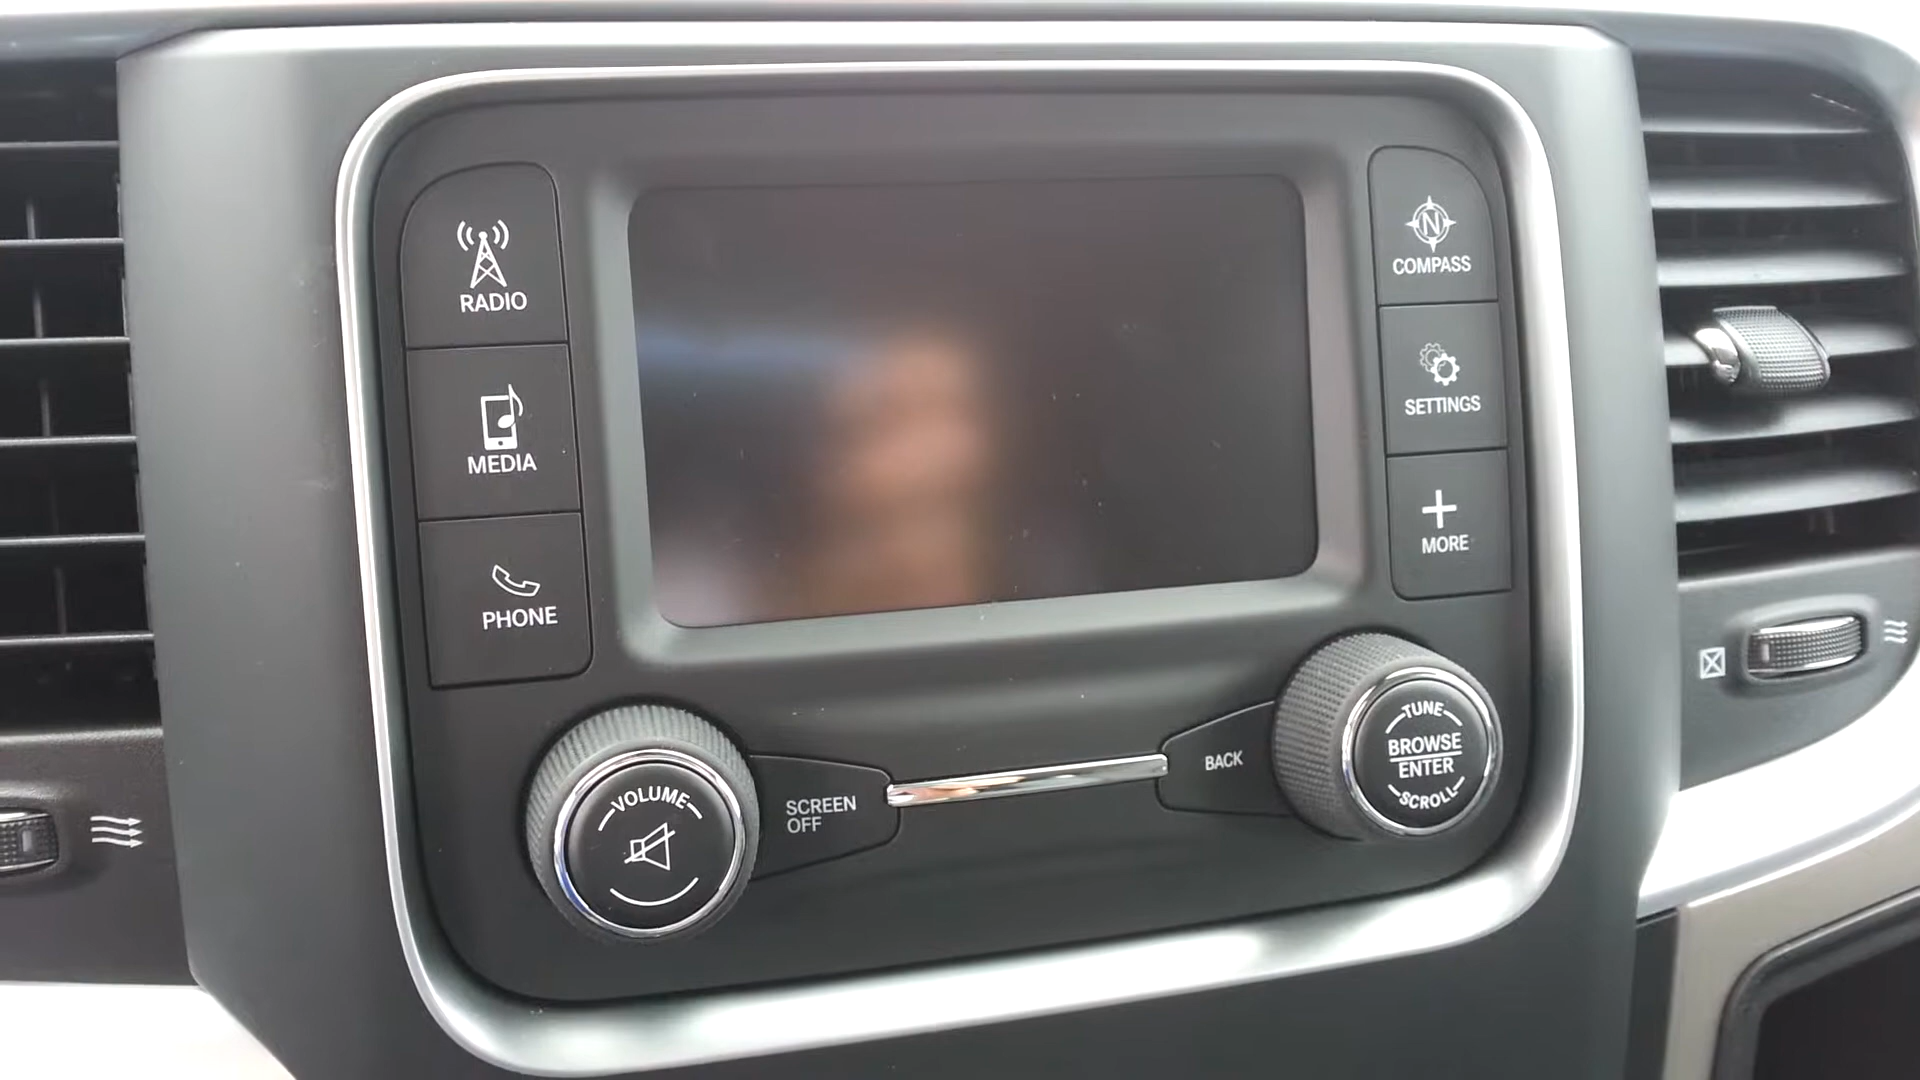 RADIO
MEDIA
PHONE
N
COMPASS
SETTINGS
MORE
VOLUME
SCREEN
OFF
BACK
TUNE
BROWSE
ENTER
SCROLL